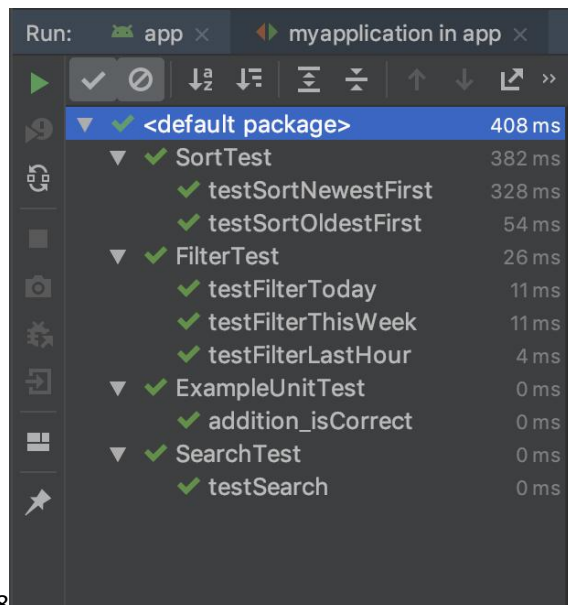 Run: app × myapplication in app ×
<default package> 408 ms
SortTest 382 ms
testSortNewestFirst 328 ms
testSortOldestFirst 54 ms
FilterTest 26 ms
testFilterToday 11 ms
testFilterThisWeek 11 ms
testFilterLastHour 4 ms
ExampleUnitTest 0 ms
addition_isCorrect 0 ms
SearchTest 0 ms
testSearch 0 ms